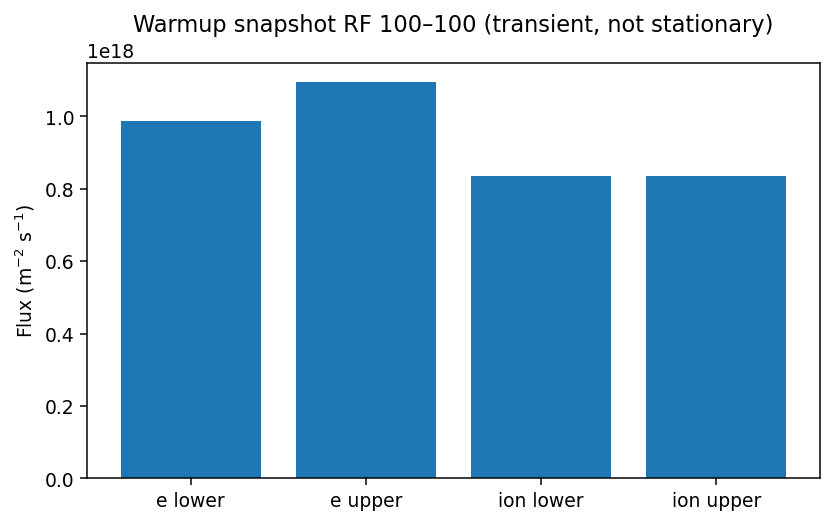 Warmup snapshot RF 100–100 (transient, not stationary)
1e18
1.0
0.8
0.6
0.4
0.2
0.0
Flux (m⁻² s⁻¹)
e lower e upper ion lower ion upper